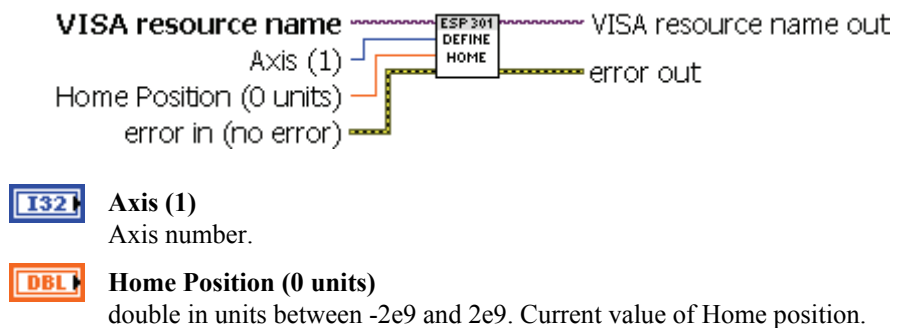 VISA resource name
Axis (1)
Home Position (0 units)
error in (no error)
ESP 301
DEFINE
HOME
VISA resource name out
error out
I32
Axis (1)
Axis number.
DBL
Home Position (0 units)
double in units between -2e9 and 2e9. Current value of Home position.